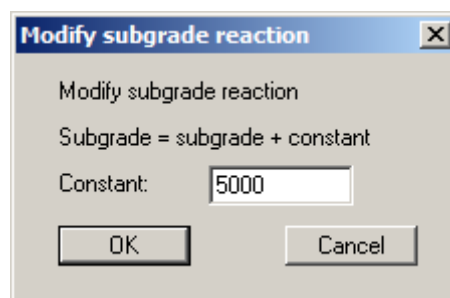 Modify subgrade reaction
Modify subgrade reaction
Subgrade = subgrade + constant
Constant: 5000
OK Cancel